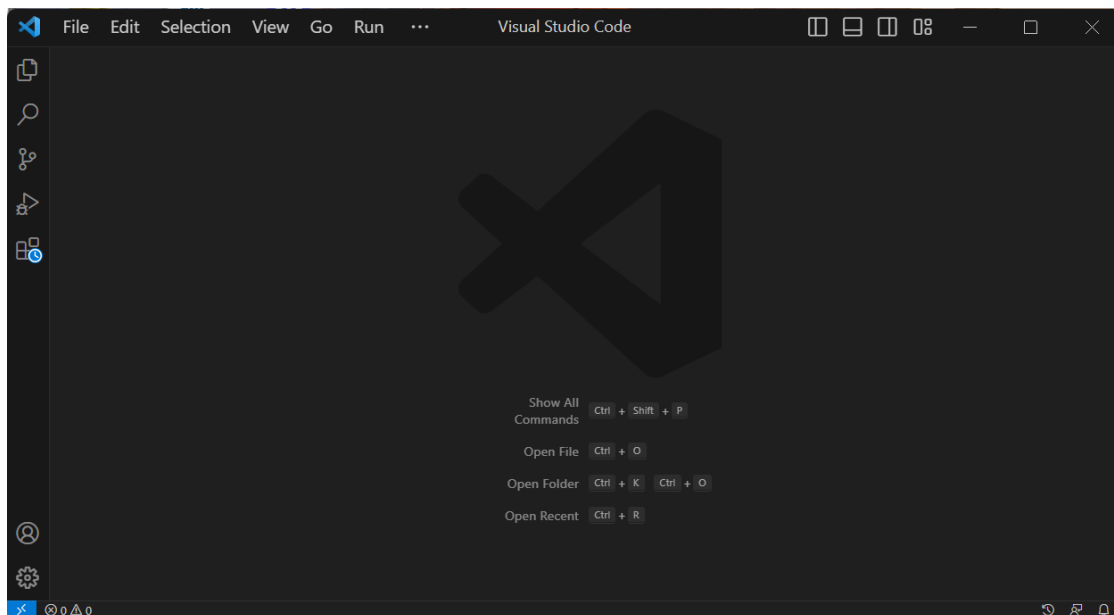 File Edit Selection View Go Run ··· Visual Studio Code
Show All
Commands Ctrl + Shift + P
Open File Ctrl + O
Open Folder Ctrl + K Ctrl + O
Open Recent Ctrl + R
0 0